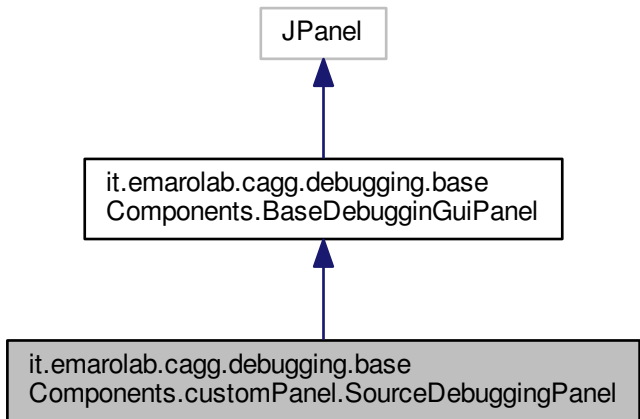 JPanel
it.emarolab.cagg.debugging.base
Components.BaseDebugginGuiPanel
it.emarolab.cagg.debugging.base
Components.customPanel.SourceDebuggingPanel